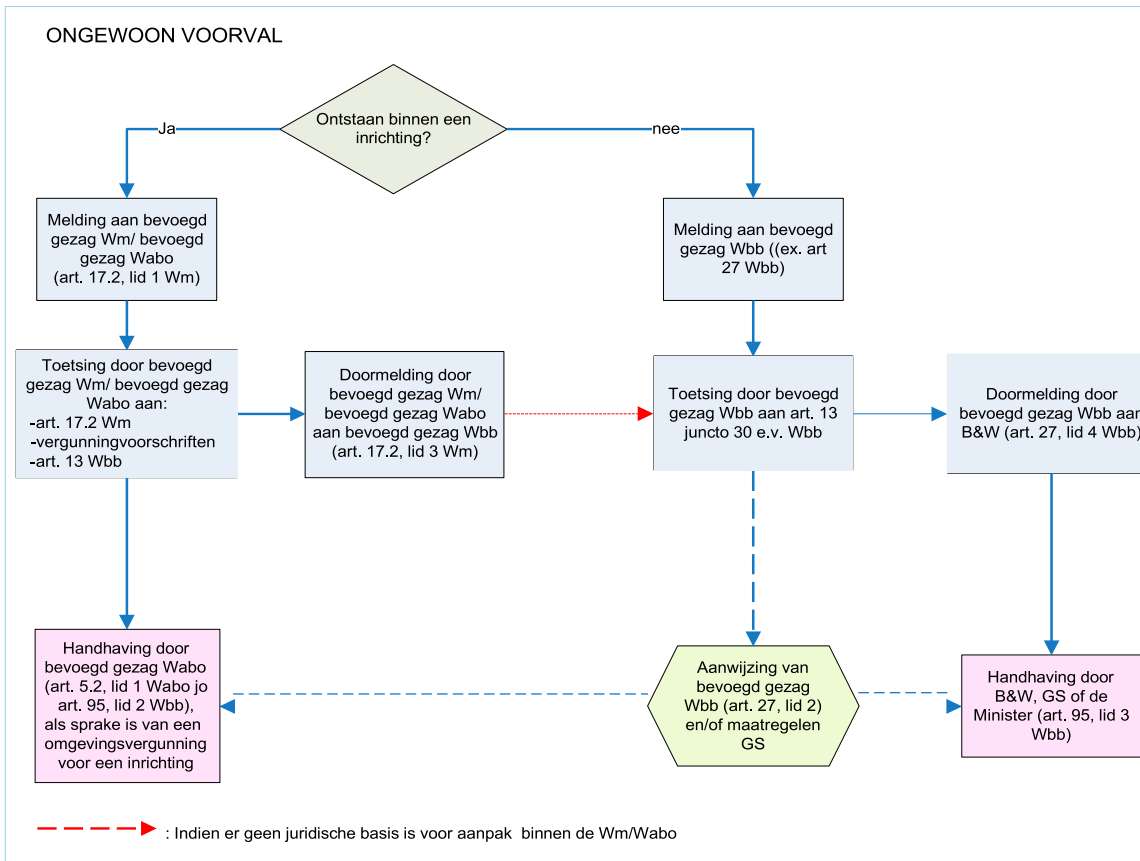 ONGEWOON VOORVAL
Ontstaan binnen een
inrichting?
Ja
nee
Melding aan bevoegd
gezag Wm/ bevoegd
gezag Wabo
(art. 17.2, lid 1 Wm)
Melding aan bevoegd
gezag Wbb ((ex. art
27 Wbb)
Toetsing door bevoegd
gezag Wm/ bevoegd gezag
Wabo aan:
-art. 17.2 Wm
-vergunningvoorschriften
-art. 13 Wbb
Doormelding door
bevoegd gezag Wm/
bevoegd gezag Wabo
aan bevoegd gezag Wbb
(art. 17.2, lid 3 Wm)
Toetsing door bevoegd
gezag Wbb aan art. 13
juncto 30 e.v. Wbb
Doormelding door
bevoegd gezag Wbb aan
B&W (art. 27, lid 4 Wbb)
Handhaving door
bevoegd gezag Wabo
(art. 5.2, lid 1 Wabo jo
art. 95, lid 2 Wbb),
als sprake is van een
omgevingsvergunning
voor een inrichting
Aanwijzing van
bevoegd gezag
Wbb (art. 27, lid 2)
en/of maatregelen
GS
Handhaving door
B&W, GS of de
Minister (art. 95, lid 3
Wbb)
: Indien er geen juridische basis is voor aanpak binnen de Wm/Wabo